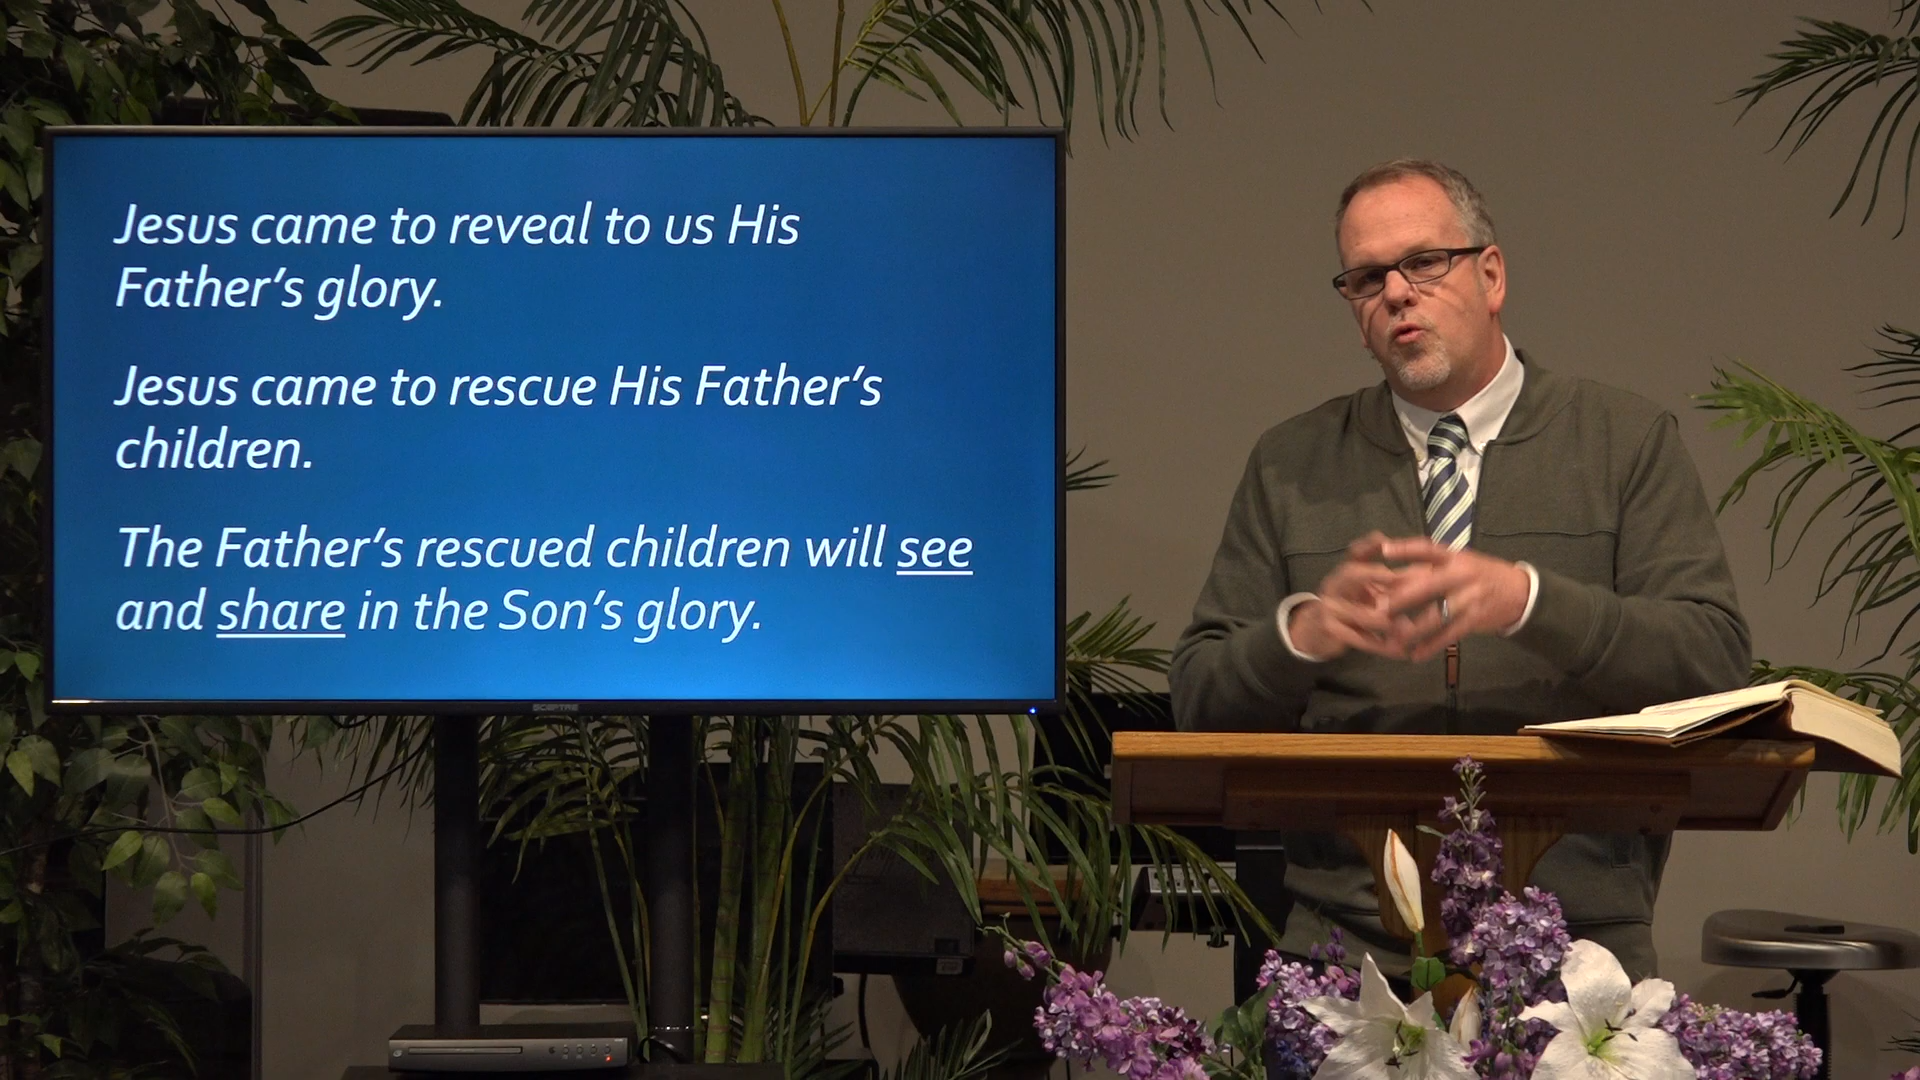 Jesus came to reveal to us His
Father's glory.
Jesus came to rescue His Father's
children.
The Father's rescued children will see
and share in the Son's glory.
SCEPTRE